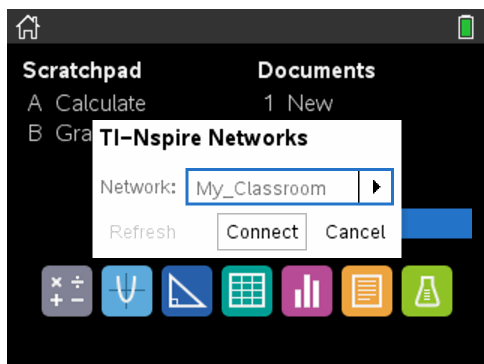 Scratchpad
Documents
A Calculate
1 New
B Gra
TI-Nspire Networks
Network: My_Classroom
Refresh Connect Cancel